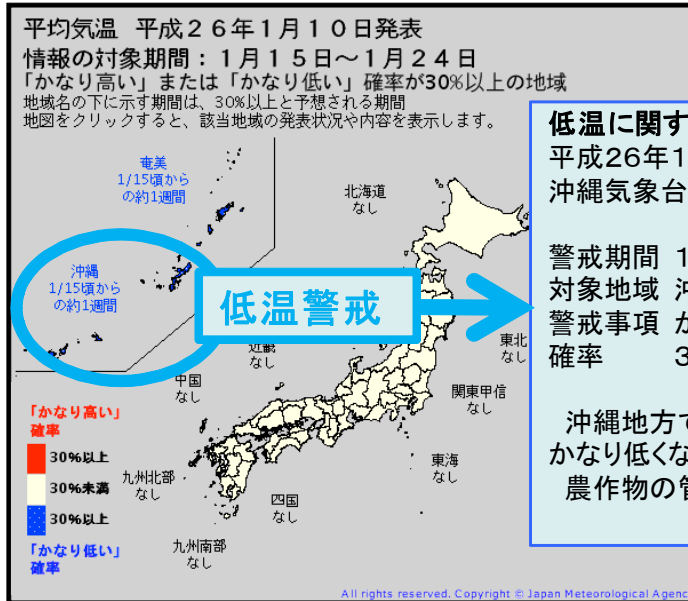 平均気温 平成26年1月10日発表
情報の対象期間：1月15日～1月24日
「かなり高い」または「かなり低い」確率が30%以上の地域
地域名の下に示す期間は、30%以上と予想される期間
地図をクリックすると、該当地域の発表状況や内容を表示します。
奄美
1/15頃から
の約1週間
北海道
なし
沖縄
1/15頃から
の約1週間
低温警戒
東北
なし
近畿
なし
中国
なし
関東甲信
なし
東海
なし
四国
なし
九州北部
なし
九州南部
なし
「かなり高い」
確率
30%以上
30%未満
30%以上
「かなり低い」
確率
低温に関す
平成26年1
沖縄気象台
警戒期間 1
対象地域
警戒事項 か
確率 3
沖縄地方で
かなり低くな
農作物の管
All rights reserved. Copyright © Japan Meteorological Agenc